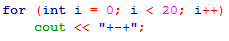 for (int i = 0; i < 20; i++)
    cout << "+-+";